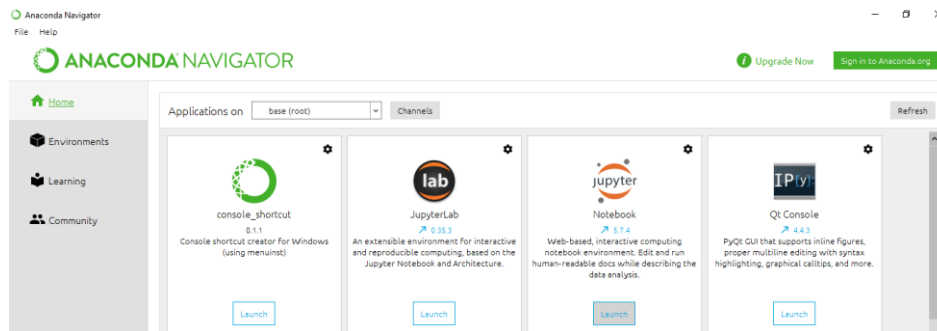 Anaconda Navigator
File Help
ANACONDA NAVIGATOR
Upgrade Now
Sign in to Anaconda.org
Home
Environments
Learning
Community
Applications on
base (root)
Channels
Refresh
console_shortcut
0.1.1
Console shortcut creator for Windows
(using menuinst)
Launch
lab
JupyterLab
0.35.3
An extensible environment for interactive
and reproducible computing, based on the
Jupyter Notebook and Architecture.
Launch
jupyter
Notebook
5.7.4
Web-based, interactive computing
notebook environment. Edit and run
human-readable docs while describing the
data analysis.
Launch
IP[y]:
Qt Console
4.4.3
PyQt GUI that supports inline figures,
proper multiline editing with syntax
highlighting, graphical calltips, and more.
Launch